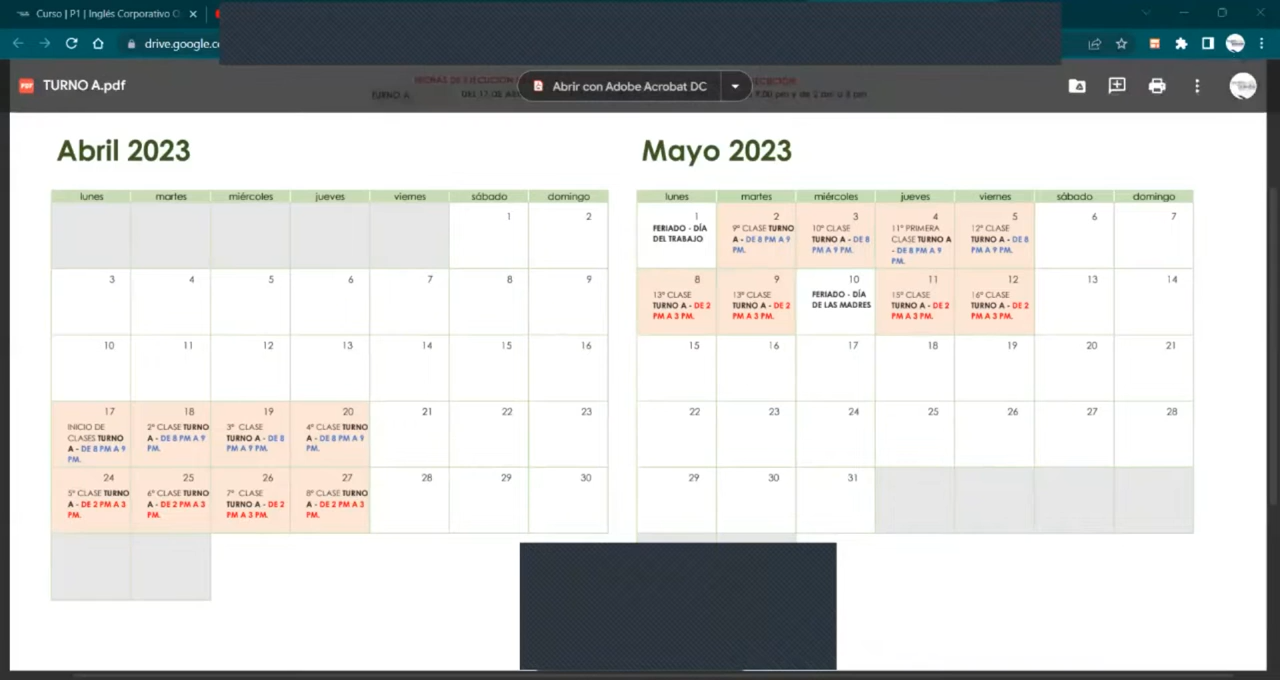 Curso | P1 | Inglés Corporativo O
drive.google.co
TURNO A.pdf
Abrir con Adobe Acrobat DC
TURNO A
Abril 2023
lunes martes miércoles jueves viernes sábado domingo
1 2
3 4 5 6 7 8 9
10 11 12 13 14 15 16
17 18 19 20 21 22 23
INICIO DE CLASES TURNO A - DE 8 PM A 9 PM.
2° CLASE TURNO A - DE 8 PM A 9 PM.
3° CLASE TURNO A - DE 8 PM A 9 PM.
4° CLASE TURNO A - DE 8 PM A 9 PM.
24 25 26 27 28 29 30
5° CLASE TURNO A - DE 2 PM A 3 PM.
6° CLASE TURNO A - DE 2 PM A 3 PM.
7° CLASE TURNO A - DE 2 PM A 3 PM.
8° CLASE TURNO A - DE 2 PM A 3 PM.
Mayo 2023
lunes martes miércoles jueves viernes sábado domingo
1 2 3 4 5 6 7
FERIADO - DÍA DEL TRABAJO
9° CLASE TURNO A - DE 8 PM A 9 PM.
10° CLASE TURNO A - DE 8 PM A 9 PM.
11° PRIMERA CLASE TURNO A - DE 8 PM A 9 PM.
12° CLASE TURNO A - DE 8 PM A 9 PM.
8 9 10 11 12 13 14
13° CLASE TURNO A - DE 2 PM A 3 PM.
13° CLASE TURNO A - DE 2 PM A 3 PM.
FERIADO - DÍA DE LAS MADRES
15° CLASE TURNO A - DE 2 PM A 3 PM.
16° CLASE TURNO A - DE 2 PM A 3 PM.
15 16 17 18 19 20 21
22 23 24 25 26 27 28
29 30 31